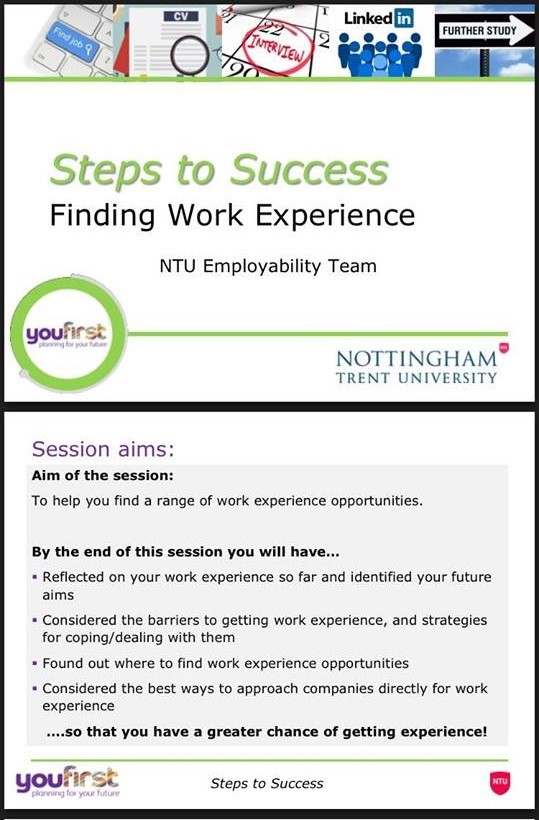 Find job
CV
22
2
INTERVIEW
29
Linked in
FURTHER STUDY
Steps to Success
Finding Work Experience
NTU Employability Team
youfirst
planning for your future
NTU
NOTTINGHAM
TRENT UNIVERSITY
Session aims:
Aim of the session:
To help you find a range of work experience opportunities.
By the end of this session you will have...
▪ Reflected on your work experience so far and identified your future
aims
▪ Considered the barriers to getting work experience, and strategies
for coping/dealing with them
▪ Found out where to find work experience opportunities
▪ Considered the best ways to approach companies directly for work
experience
....so that you have a greater chance of getting experience!
youfirst
planning for your future
Steps to Success
NTU